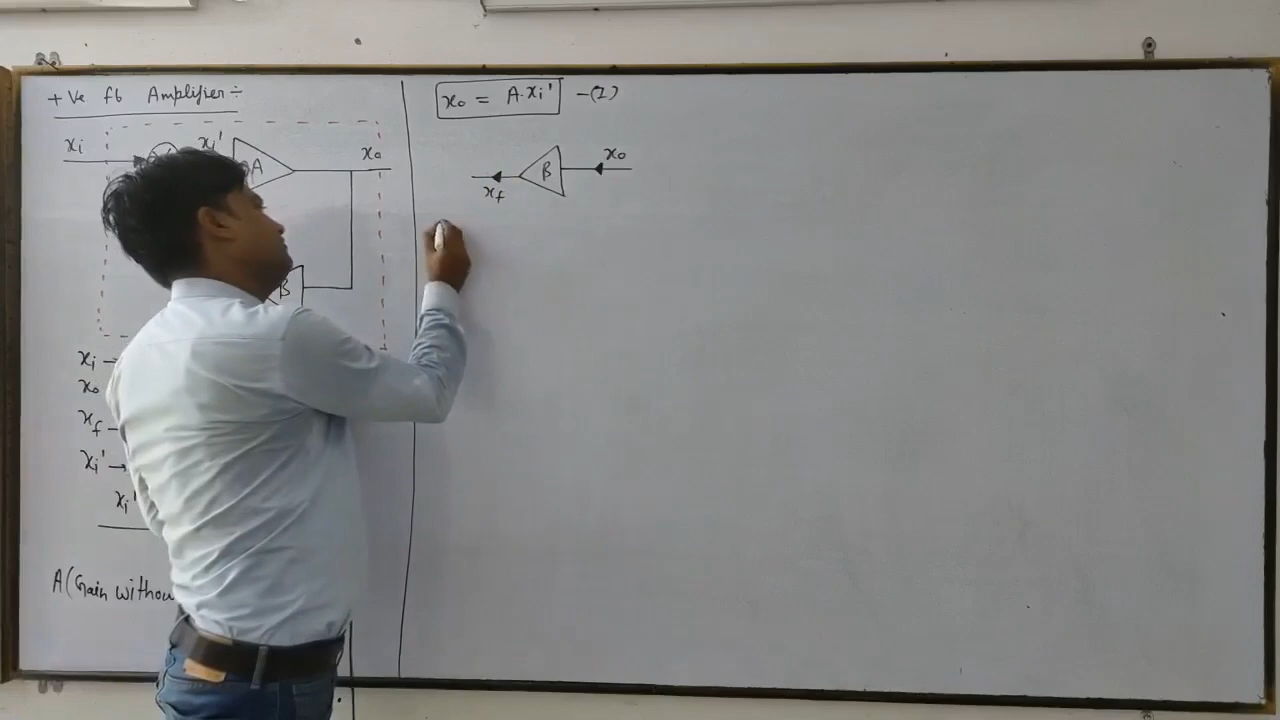 +Ve fb Amplifier ÷
xi
xi'
A
xo
B
xi →
xo
xf –
xi' →
xi'
A (Gain withou
xo = A·xi' –(1)
xf
B
xo